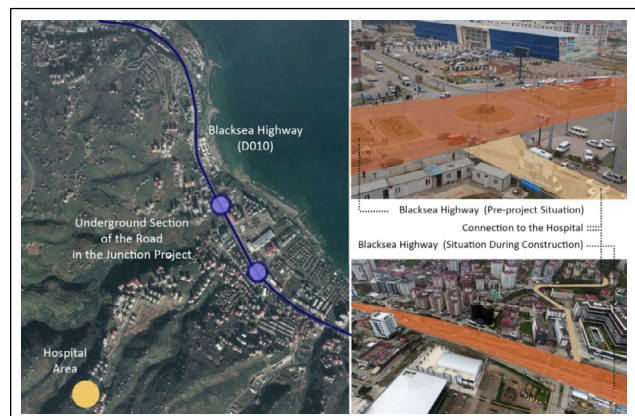 Blacksea Highway
(D010)
Underground Section
of the Road
in the Junction Project
Hospital
Area
Blacksea Highway (Pre-project Situation)
Connection to the Hospital
Blacksea Highway (Situation During Construction)